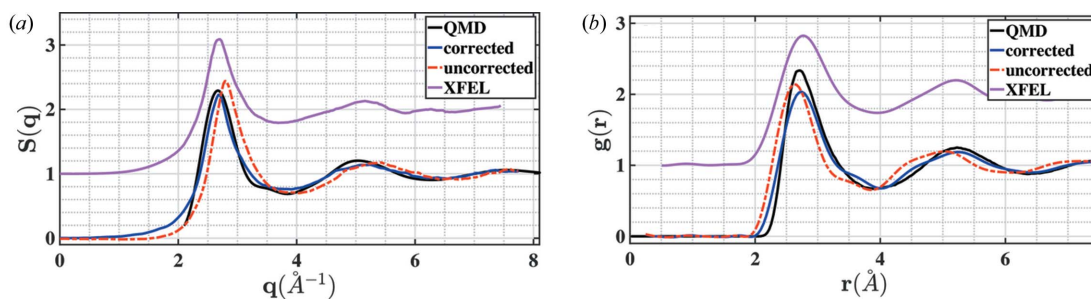 (a)
S(q)
3
2
1
0
0 2 4 6 8
q(Å⁻¹)
QMD
corrected
uncorrected
XFEL
(b)
g(r)
3
2
1
0
0 2 4 6
r(Å)
QMD
corrected
uncorrected
XFEL